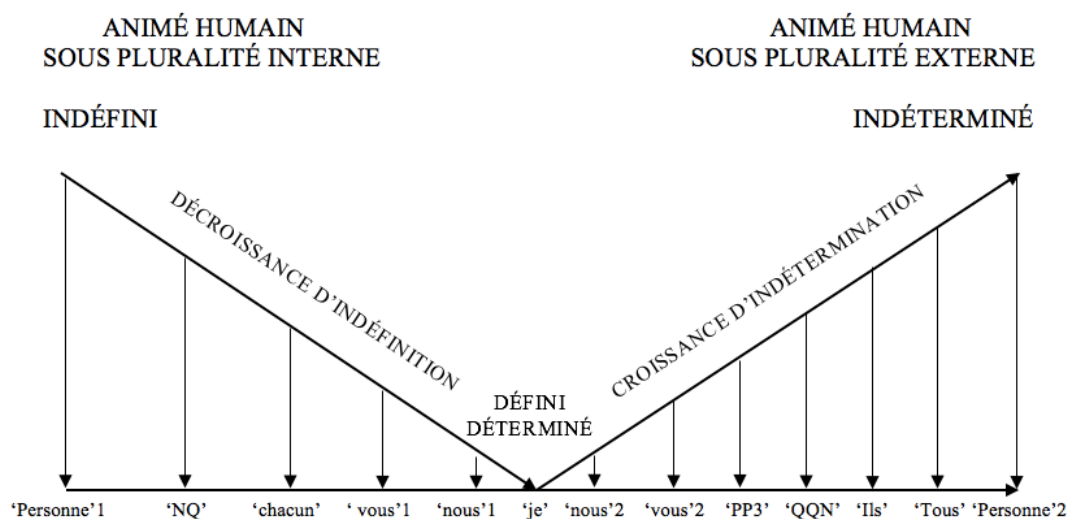 ANIMÉ HUMAIN
SOUS PLURALITÉ INTERNE
ANIMÉ HUMAIN
SOUS PLURALITÉ EXTERNE
INDÉFINI
INDÉTERMINÉ
DÉCROISSANCE D'INDÉFINITION
CROISSANCE D'INDÉTERMINATION
DÉFINI
DÉTERMINÉ
'Personne'1 'NQ' 'chacun' ' vous'1 'nous'1 'je' 'nous'2 'vous'2 'PP3' 'QQN' 'Ils' 'Tous' 'Personne'2